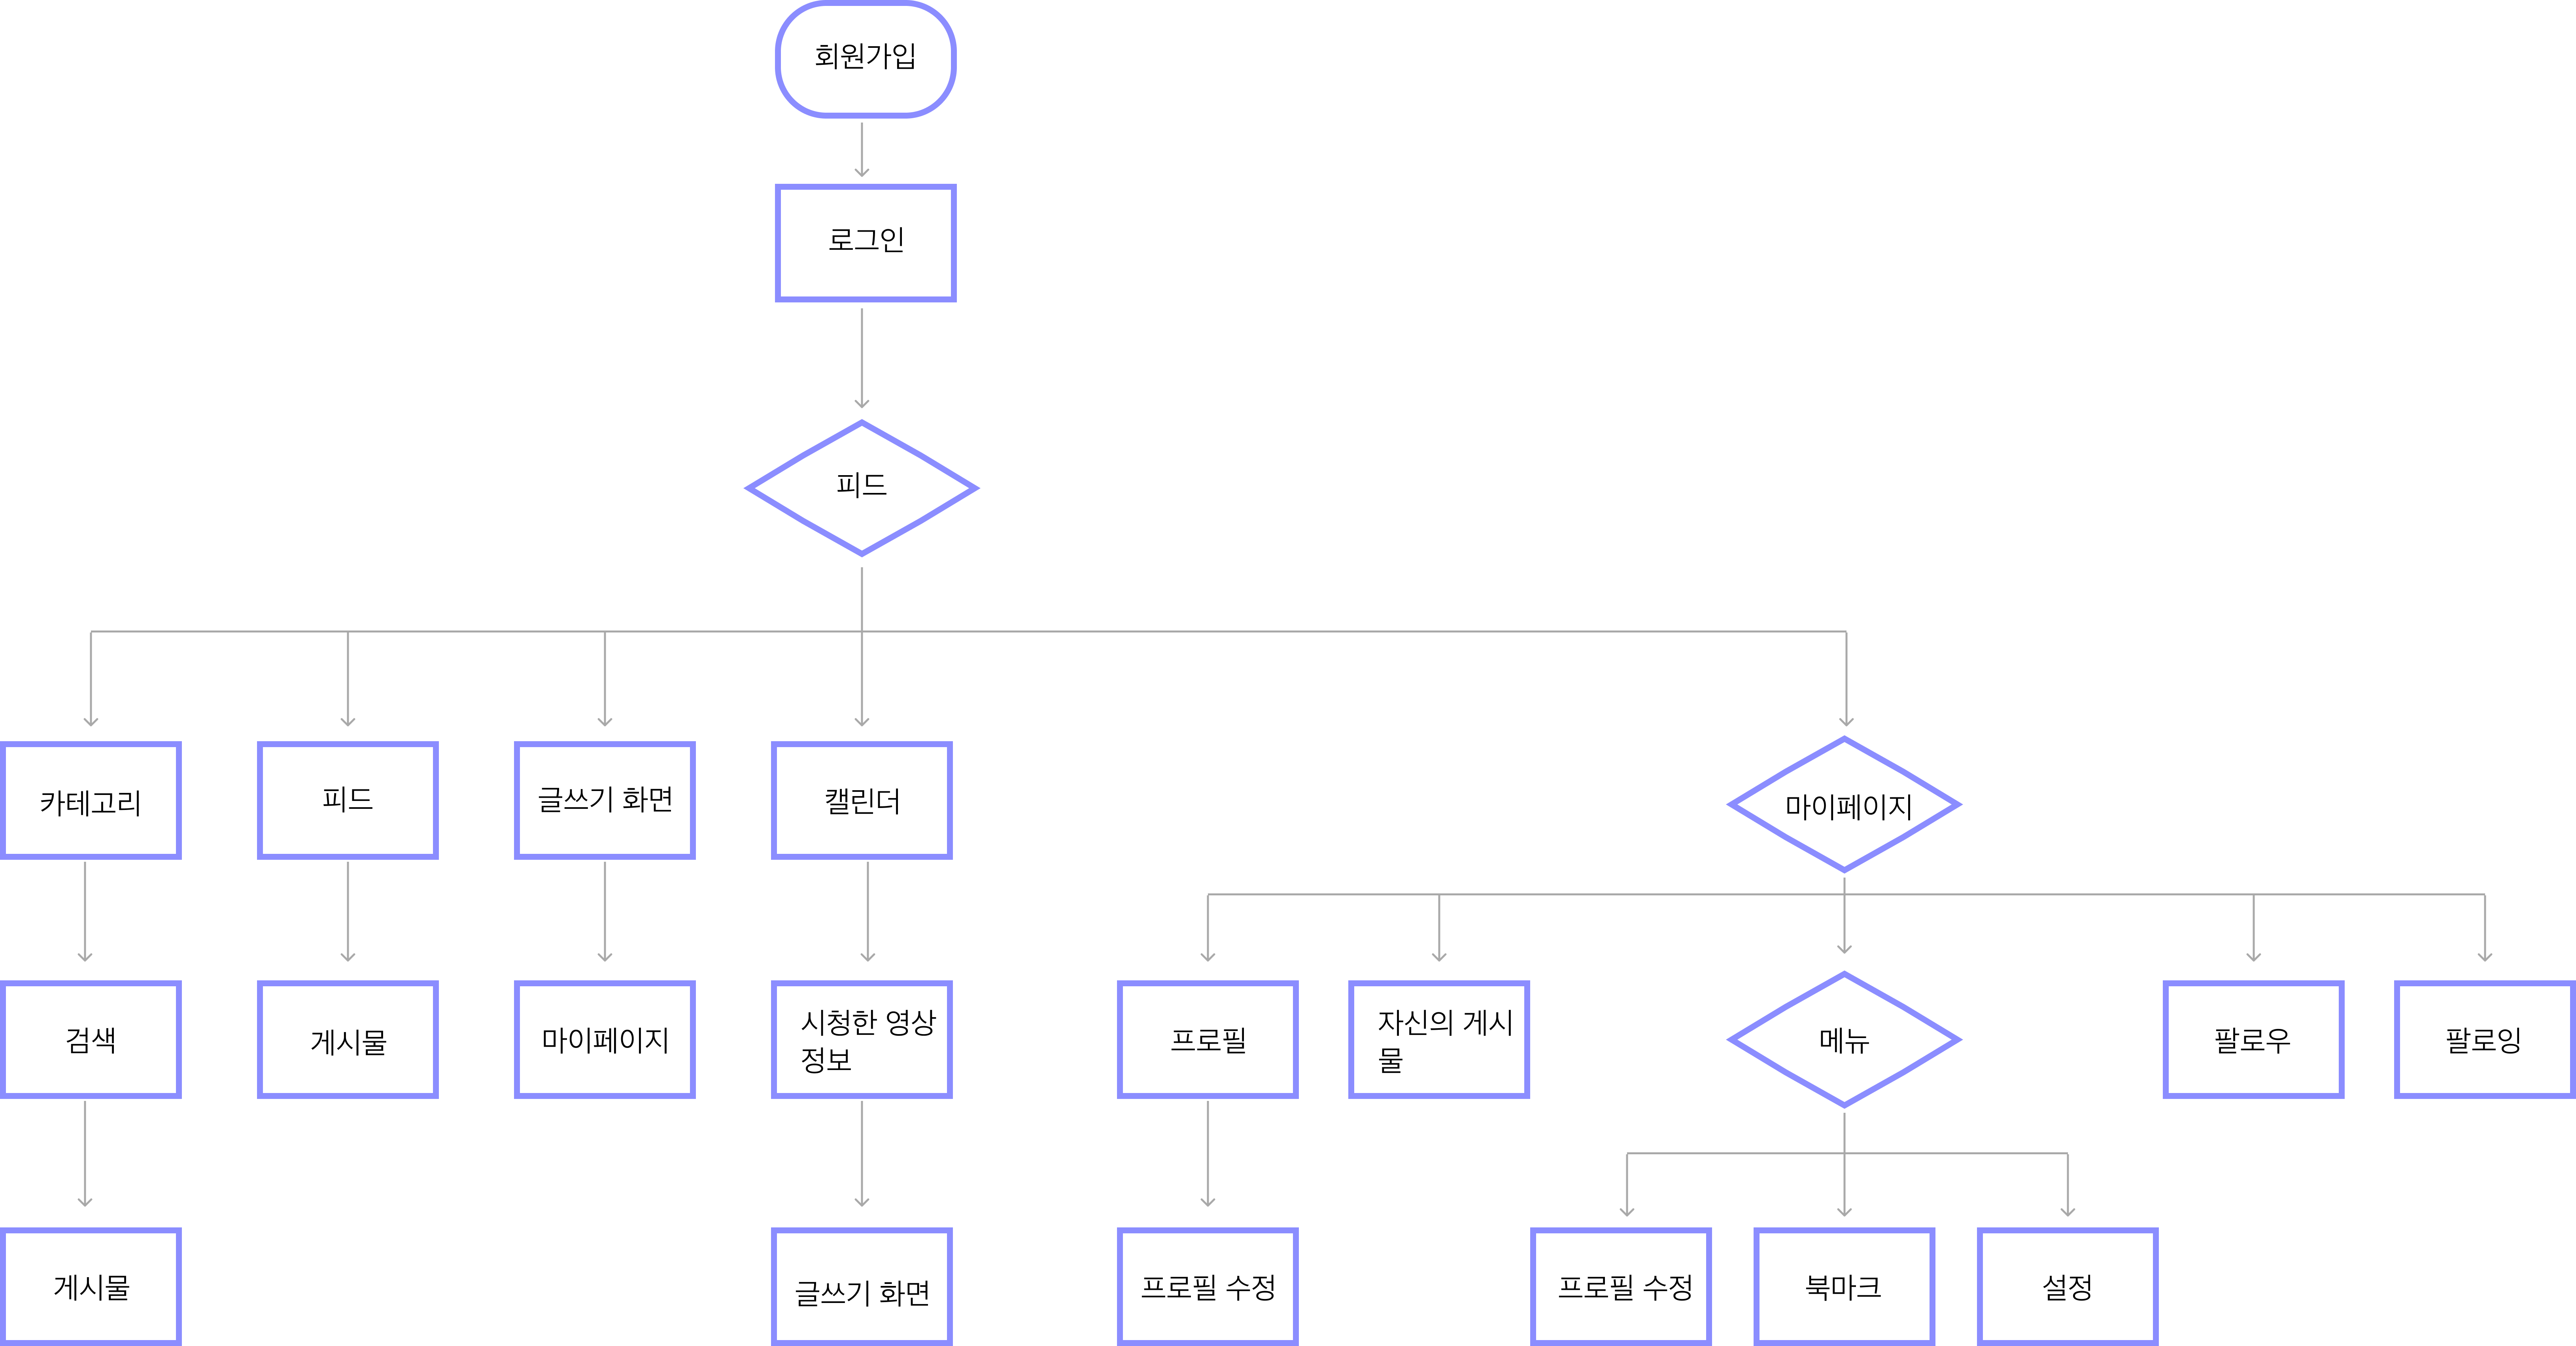 회원가입
로그인
피드
카테고리
피드
글쓰기 화면
캘린더
마이페이지
검색
게시물
마이페이지
시청한 영상
정보
프로필
자신의 게시
물
메뉴
팔로우
팔로잉
게시물
글쓰기 화면
프로필 수정
프로필 수정
북마크
설정